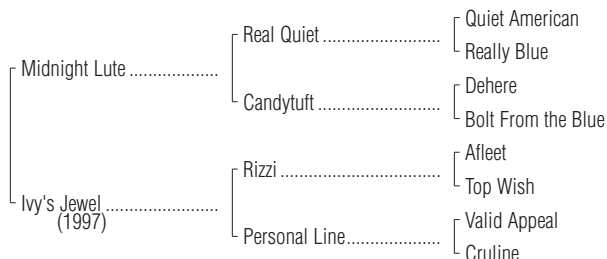 Quiet American
Real Quiet ..........................
Really Blue
Midnight Lute ...................
Dehere
Candytuft ...........................
Bolt From the Blue
Afleet
Rizzi ...................................
Top Wish
Ivy's Jewel ........................
(1997)
Valid Appeal
Personal Line.....................
Cruline